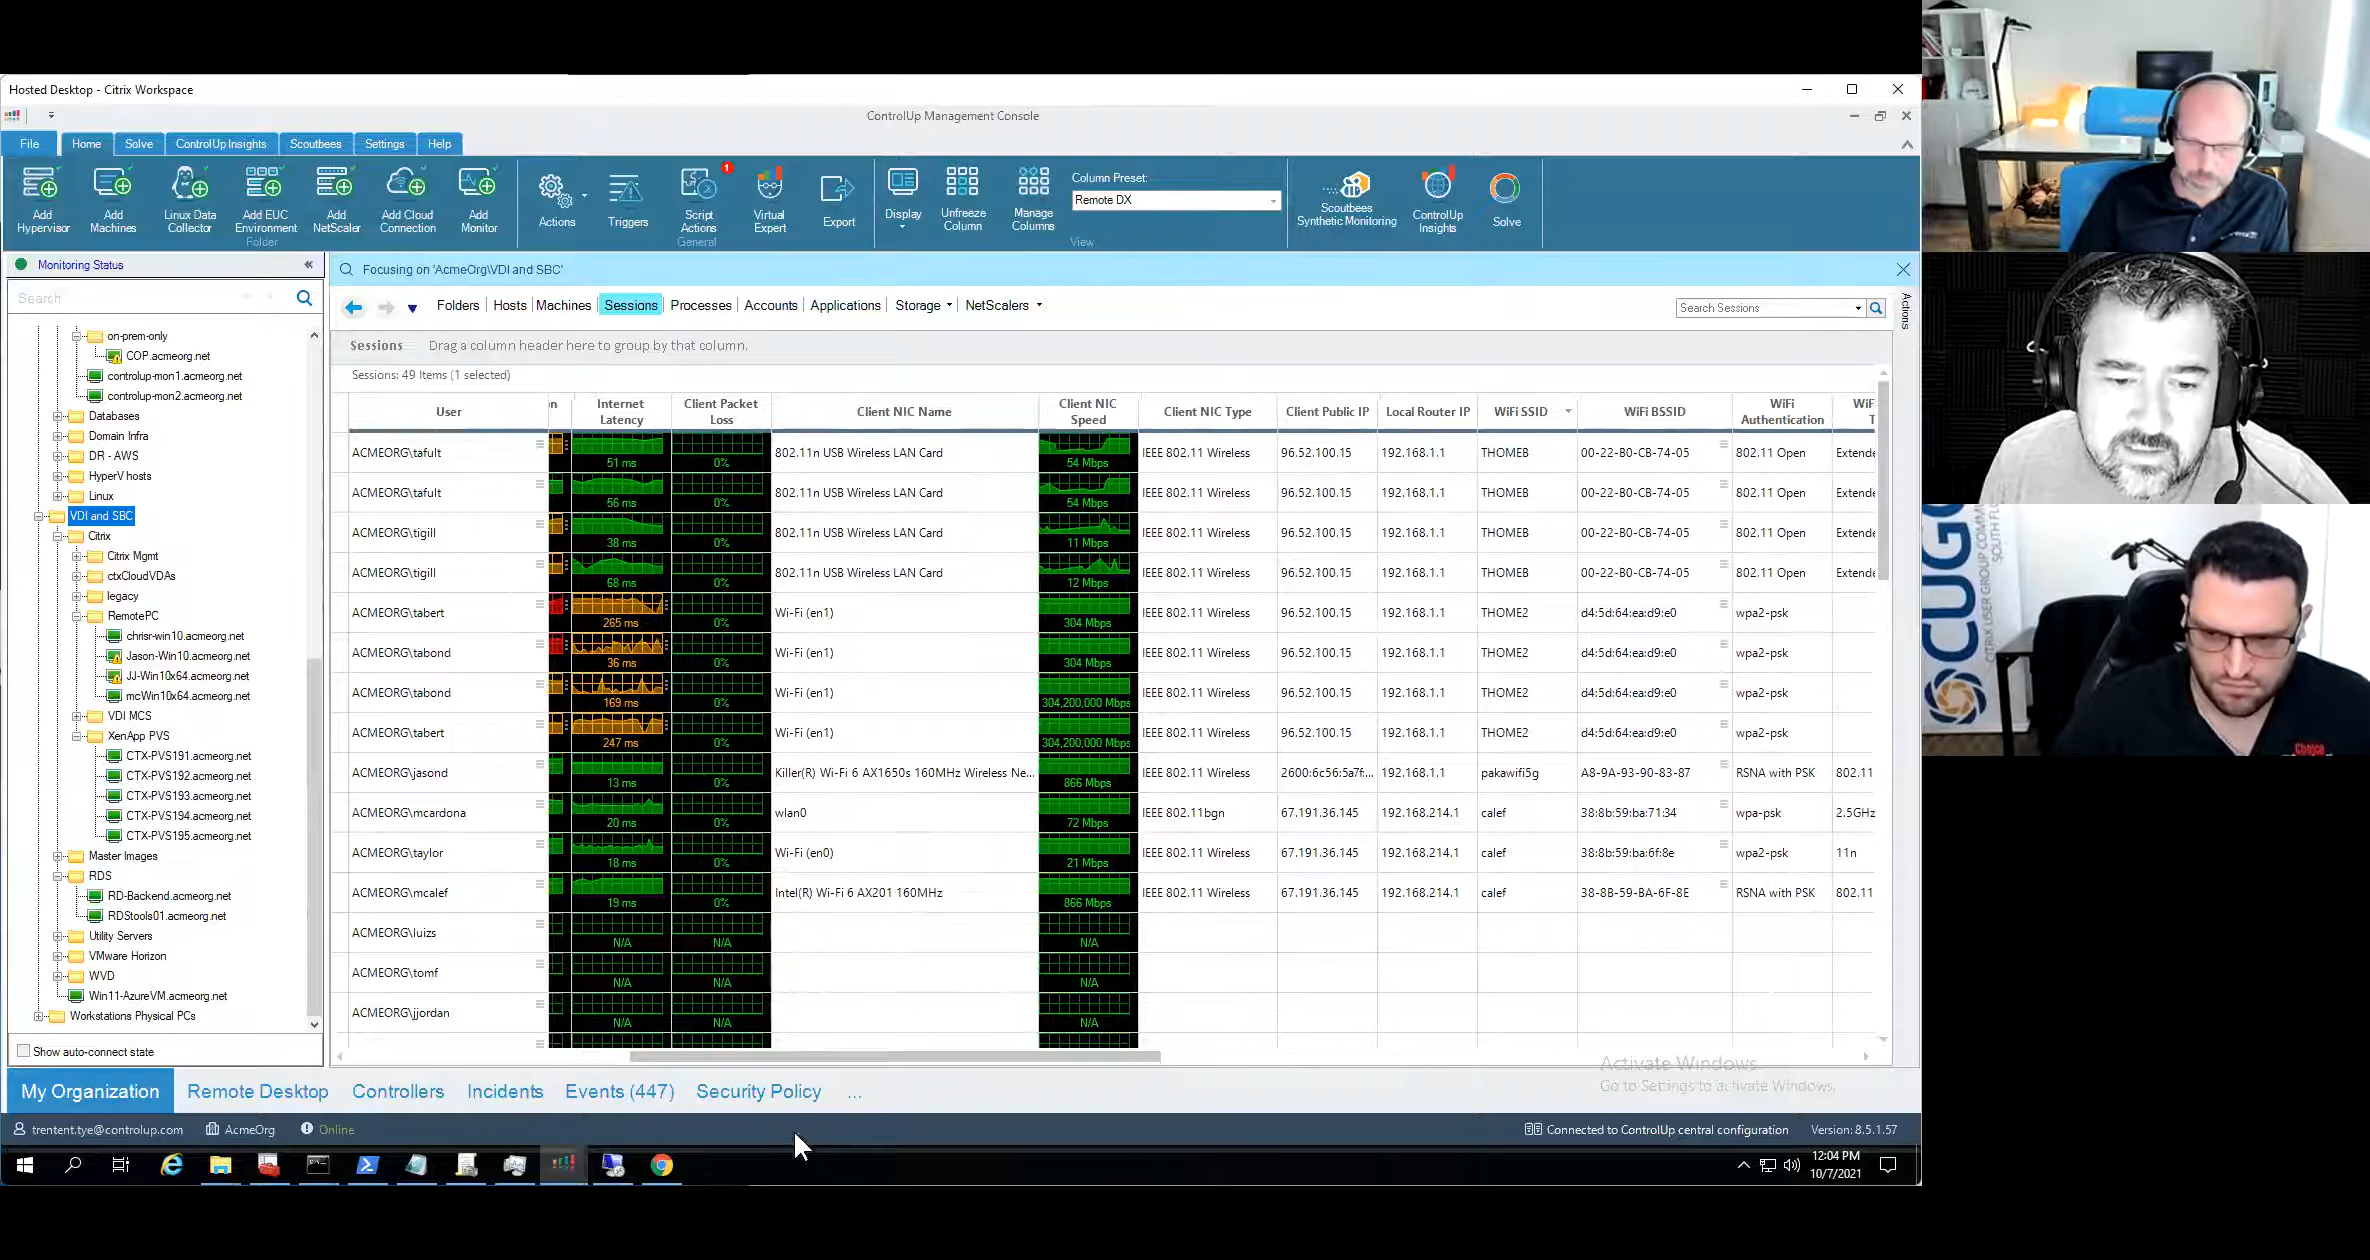 Hosted Desktop - Citrix Workspace
ControlUp Management Console
File Home Solve ControlUp Insights Scoutbees Settings Help
Add Hypervisor
Add Machines
Linux Data Collector
Add EUC Environment
Add NetScaler
Add Cloud Connection
Add Monitor
Folder
Actions
Triggers
1
Script Actions
Virtual Expert
Export
General
Display
Unfreeze Column
Manage Columns
Column Preset:
Remote DX
View
Scoutbees Synthetic Monitoring
ControlUp Insights
Solve
Monitoring Status «
Search
on-prem-only
COP.acmeorg.net
controlup-mon1.acmeorg.net
controlup-mon2.acmeorg.net
Databases
Domain Infra
DR - AWS
HyperV hosts
Linux
VDI and SBC
Citrix
Citrix Mgmt
ctxCloudVDAs
legacy
RemotePC
chrisr-win10.acmeorg.net
Jason-Win10.acmeorg.net
JJ-Win10x64.acmeorg.net
mcWin10x64.acmeorg.net
VDI MCS
XenApp PVS
CTX-PVS191.acmeorg.net
CTX-PVS192.acmeorg.net
CTX-PVS193.acmeorg.net
CTX-PVS194.acmeorg.net
CTX-PVS195.acmeorg.net
Master Images
RDS
RD-Backend.acmeorg.net
RDStools01.acmeorg.net
Utility Servers
VMware Horizon
WVD
Win11-AzureVM.acmeorg.net
Workstations Physical PCs
Show auto-connect state
Focusing on 'AcmeOrg\VDI and SBC'
Folders Hosts Machines Sessions Processes Accounts Applications Storage NetScalers
Search Sessions
Actions
Sessions Drag a column header here to group by that column.
Sessions: 49 Items (1 selected)
User n Internet Latency Client Packet Loss Client NIC Name Client NIC Speed Client NIC Type Client Public IP Local Router IP WiFi SSID WiFi BSSID WiFi Authentication WiF T
ACMEORG\tafult 51 ms 0% 802.11n USB Wireless LAN Card 54 Mbps IEEE 802.11 Wireless 96.52.100.15 192.168.1.1 THOMEB 00-22-B0-CB-74-05 802.11 Open Extende
ACMEORG\tafult 56 ms 0% 802.11n USB Wireless LAN Card 54 Mbps IEEE 802.11 Wireless 96.52.100.15 192.168.1.1 THOMEB 00-22-B0-CB-74-05 802.11 Open Extende
ACMEORG\tigill 38 ms 0% 802.11n USB Wireless LAN Card 11 Mbps IEEE 802.11 Wireless 96.52.100.15 192.168.1.1 THOMEB 00-22-B0-CB-74-05 802.11 Open Extende
ACMEORG\tigill 68 ms 0% 802.11n USB Wireless LAN Card 12 Mbps IEEE 802.11 Wireless 96.52.100.15 192.168.1.1 THOMEB 00-22-B0-CB-74-05 802.11 Open Extende
ACMEORG\tabert 265 ms 0% Wi-Fi (en1) 304 Mbps IEEE 802.11 Wireless 96.52.100.15 192.168.1.1 THOME2 d4:5d:64:ea:d9:e0 wpa2-psk
ACMEORG\tabond 36 ms 0% Wi-Fi (en1) 304 Mbps IEEE 802.11 Wireless 96.52.100.15 192.168.1.1 THOME2 d4:5d:64:ea:d9:e0 wpa2-psk
ACMEORG\tabond 169 ms 0% Wi-Fi (en1) 304,200,000 Mbps IEEE 802.11 Wireless 96.52.100.15 192.168.1.1 THOME2 d4:5d:64:ea:d9:e0 wpa2-psk
ACMEORG\tabert 247 ms 0% Wi-Fi (en1) 304,200,000 Mbps IEEE 802.11 Wireless 96.52.100.15 192.168.1.1 THOME2 d4:5d:64:ea:d9:e0 wpa2-psk
ACMEORG\jasond 13 ms 0% Killer(R) Wi-Fi 6 AX1650s 160MHz Wireless Ne... 866 Mbps IEEE 802.11 Wireless 2600:6c56:5a7f:... 192.168.1.1 pakawifi5g A8-9A-93-90-83-87 RSNA with PSK 802.11
ACMEORG\mcardona 20 ms 0% wlan0 72 Mbps IEEE 802.11bgn 67.191.36.145 192.168.214.1 calef 38:8b:59:ba:71:34 wpa-psk 2.5GHz
ACMEORG\taylor 18 ms 0% Wi-Fi (en0) 21 Mbps IEEE 802.11 Wireless 67.191.36.145 192.168.214.1 calef 38:8b:59:ba:6f:8e wpa2-psk 11n
ACMEORG\mcalef 19 ms 0% Intel(R) Wi-Fi 6 AX201 160MHz 866 Mbps IEEE 802.11 Wireless 67.191.36.145 192.168.214.1 calef 38-8B-59-BA-6F-8E RSNA with PSK 802.11
ACMEORG\luizs N/A N/A N/A
ACMEORG\tomf N/A N/A N/A
ACMEORG\jjordan N/A N/A N/A
Activate Windows
Go to Settings to activate Windows.
My Organization Remote Desktop Controllers Incidents Events (447) Security Policy ...
trentent.tye@controlup.com AcmeOrg Online Connected to ControlUp central configuration Version: 8.5.1.57
12:04 PM
10/7/2021
CUGC
CITRIX USER GROUP COMM
SOUTH FL
Choice